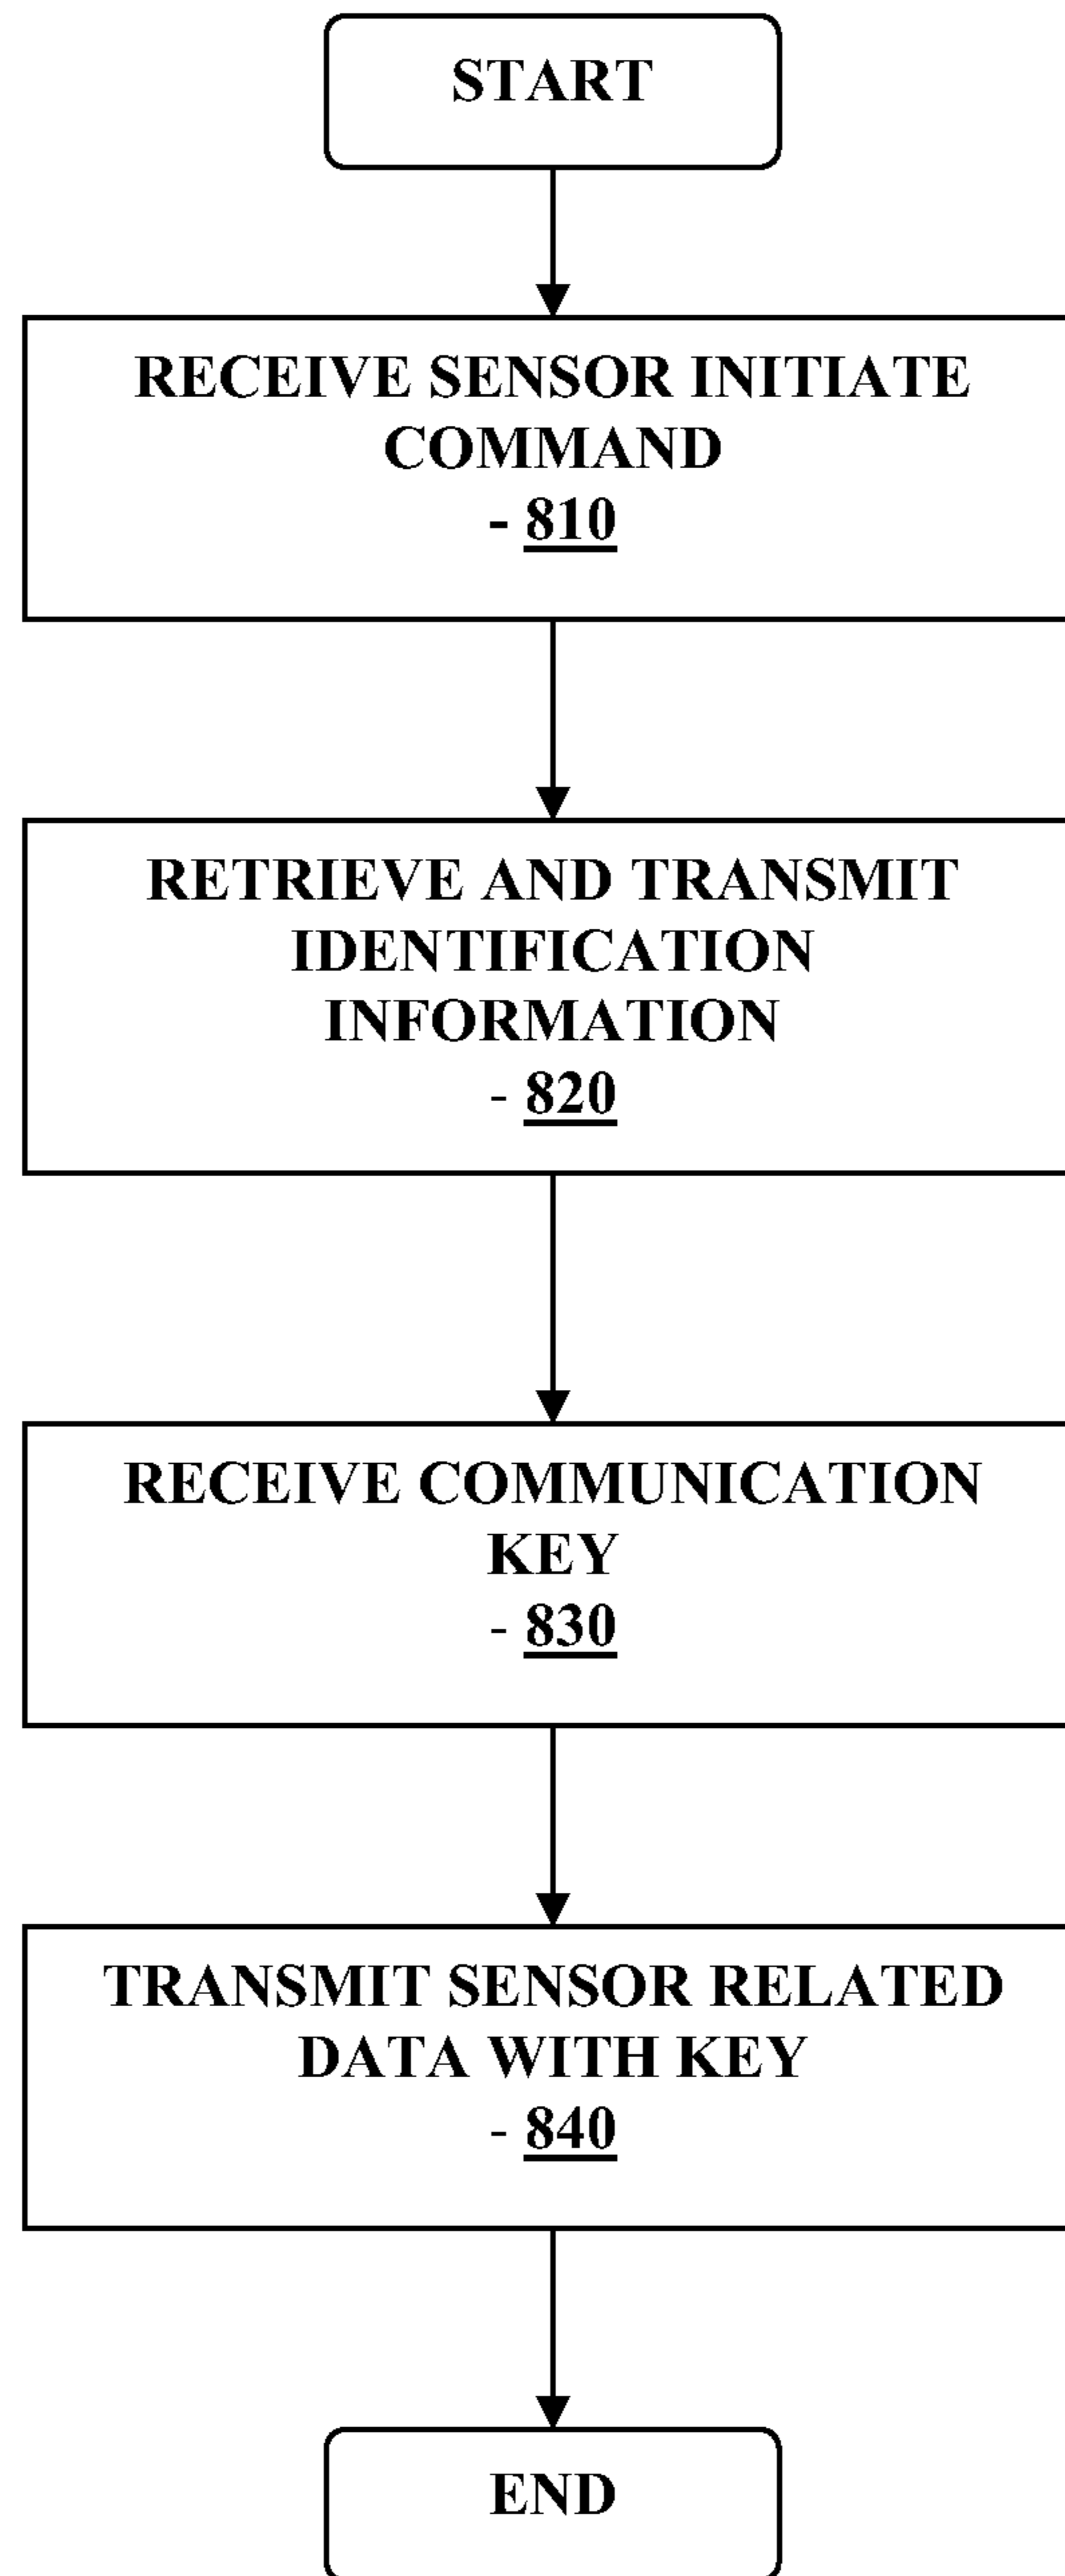 START
RECEIVE SENSOR INITIATE
COMMAND
- 810
RETRIEVE AND TRANSMIT
IDENTIFICATION
INFORMATION
- 820
RECEIVE COMMUNICATION
KEY
- 830
TRANSMIT SENSOR RELATED
DATA WITH KEY
- 840
END